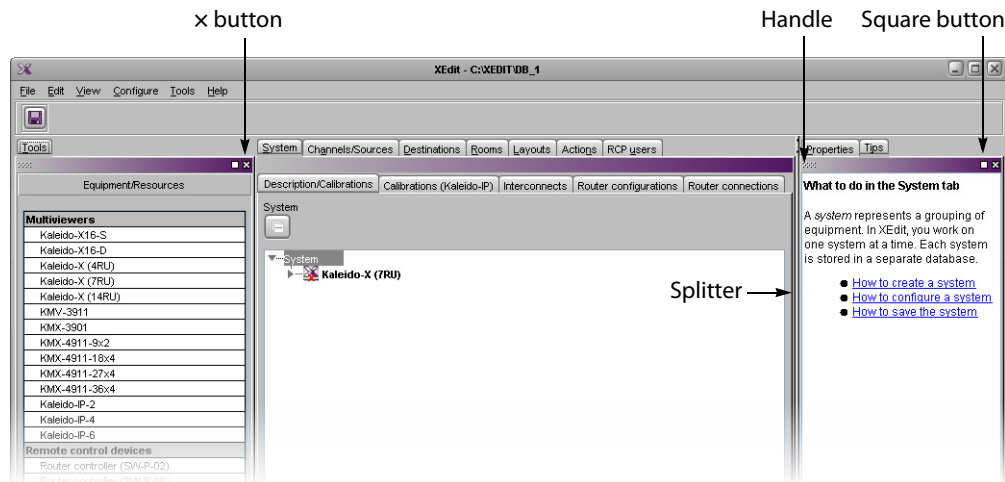 × button
Handle
Square button
XEdit - C:\XEDIT\DB_1
File Edit View Configure Tools Help
Tools
System Channels/Sources Destinations Rooms Layouts Actions RCP users
Properties Tips
Equipment/Resources
Description/Calibrations Calibrations (Kaleido-IP) Interconnects Router configurations Router connections
What to do in the System tab
System
A system represents a grouping of
equipment. In XEdit, you work on
one system at a time. Each system
is stored in a separate database.
How to create a system
How to configure a system
How to save the system
System
Kaleido-X (7RU)
Splitter
Multiviewers
Kaleido-X16-S
Kaleido-X16-D
Kaleido-X (4RU)
Kaleido-X (7RU)
Kaleido-X (14RU)
KMV-3911
KMX-3901
KMX-4911-9x2
KMX-4911-18x4
KMX-4911-27x4
KMX-4911-36x4
Kaleido-IP-2
Kaleido-IP-4
Kaleido-IP-6
Remote control devices
Router controller (SW-P-02)
Router controller (SW-P-08)